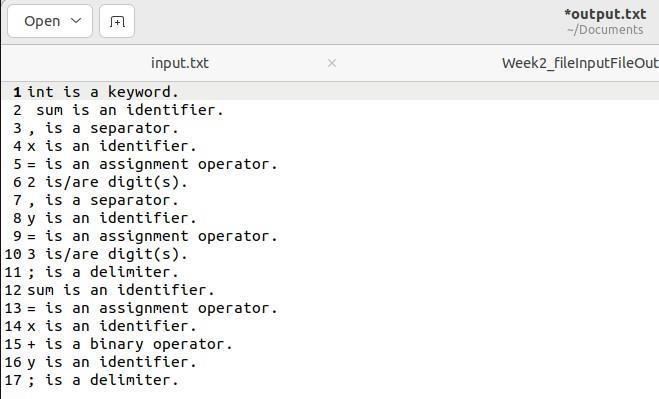 Open
*output.txt
~/Documents
input.txt × Week2_fileInputFileOut
1 int is a keyword.
2  sum is an identifier.
3 , is a separator.
4 x is an identifier.
5 = is an assignment operator.
6 2 is/are digit(s).
7 , is a separator.
8 y is an identifier.
9 = is an assignment operator.
10 3 is/are digit(s).
11 ; is a delimiter.
12 sum is an identifier.
13 = is an assignment operator.
14 x is an identifier.
15 + is a binary operator.
16 y is an identifier.
17 ; is a delimiter.